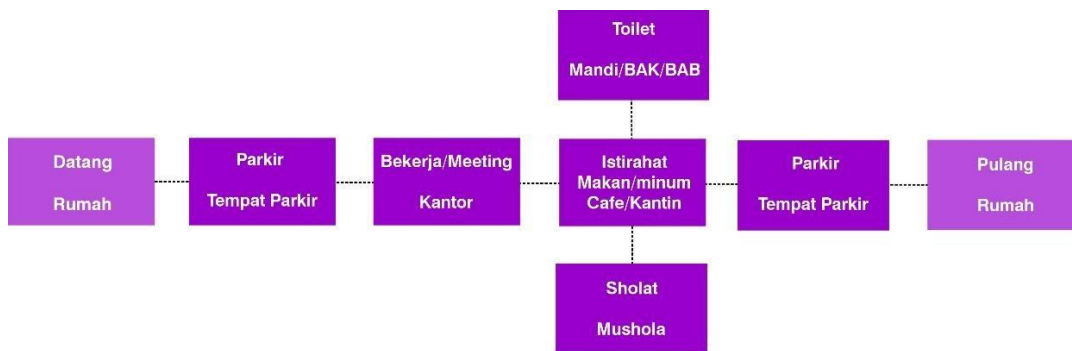 Toilet
Mandi/BAK/BAB
Datang
Rumah
Parkir
Tempat Parkir
Bekerja/Meeting
Kantor
Istirahat
Makan/minum
Cafe/Kantin
Parkir
Tempat Parkir
Pulang
Rumah
Sholat
Mushola